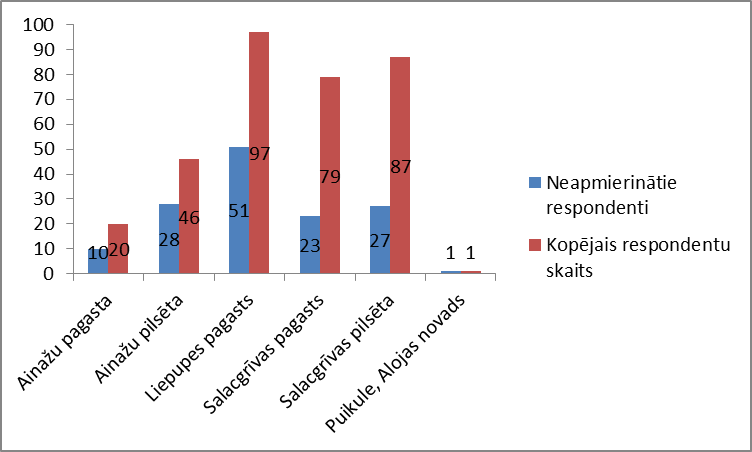 100
90
80
70
60
50
40
30
20
10
0
10
20
28
46
51
97
23
79
27
87
1
1
Ainažu pagasta
Ainažu pilsēta
Liepupes pagasts
Salacgrīvas pagasts
Salacgrīvas pilsēta
Puikule, Alojas novads
Neapmierinātie
respondenti
Kopējais respondentu
skaits